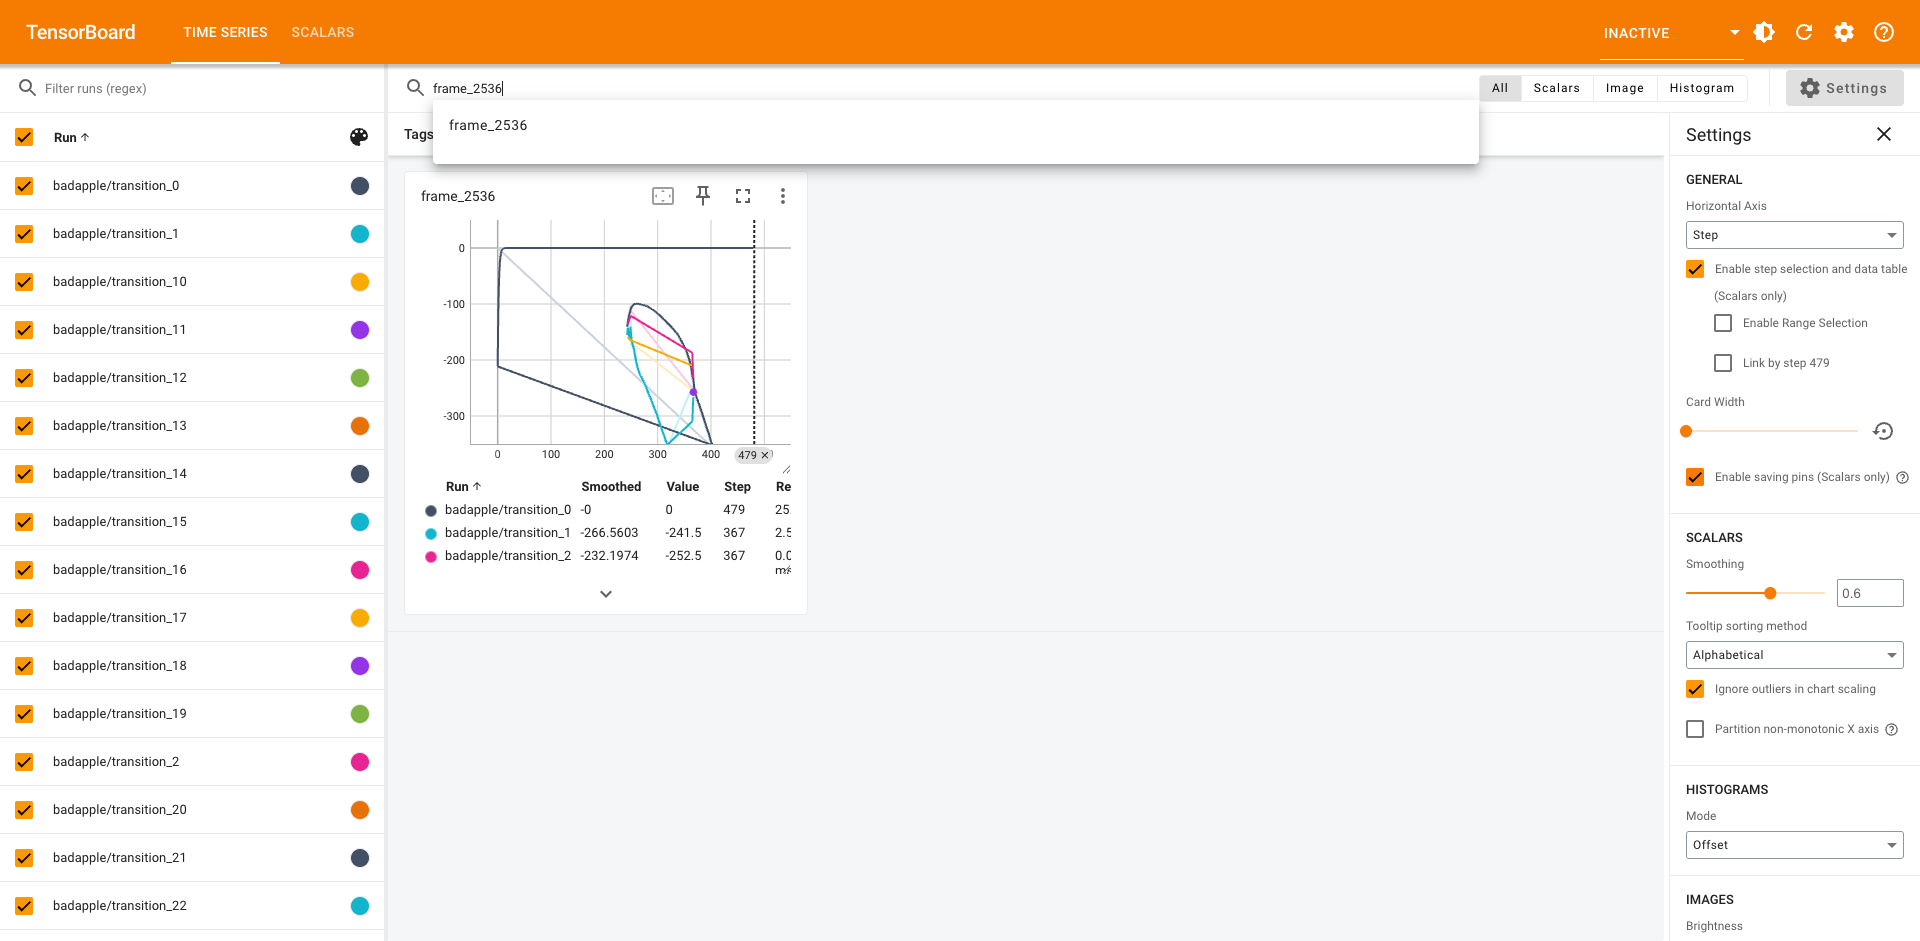 TensorBoard TIME SERIES SCALARS INACTIVE
Filter runs (regex)
frame_2536
All Scalars Image Histogram
Settings
frame_2536
Tags
Run
badapple/transition_0
badapple/transition_1
badapple/transition_10
badapple/transition_11
badapple/transition_12
badapple/transition_13
badapple/transition_14
badapple/transition_15
badapple/transition_16
badapple/transition_17
badapple/transition_18
badapple/transition_19
badapple/transition_2
badapple/transition_20
badapple/transition_21
badapple/transition_22
frame_2536
0
-100
-200
-300
0 100 200 300 400 479
Run Smoothed Value Step Re
badapple/transition_0 -0 0 479 25.
badapple/transition_1 -266.5603 -241.5 367 2.5
badapple/transition_2 -232.1974 -252.5 367 0.0
Settings
GENERAL
Horizontal Axis
Step
Enable step selection and data table
(Scalars only)
Enable Range Selection
Link by step 479
Card Width
Enable saving pins (Scalars only)
SCALARS
Smoothing
0.6
Tooltip sorting method
Alphabetical
Ignore outliers in chart scaling
Partition non-monotonic X axis
HISTOGRAMS
Mode
Offset
IMAGES
Brightness